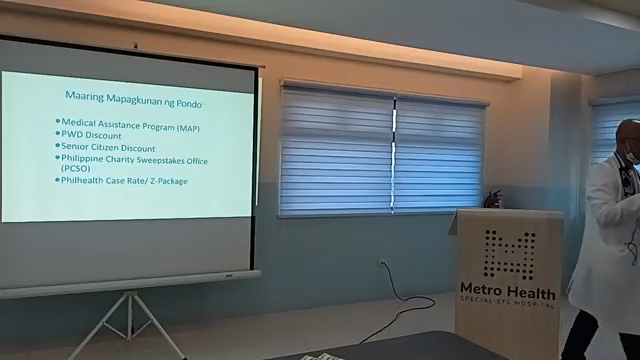 Maaring Mapagkunan ng Pondo
•Medical Assistance Program (MAP)
•PWD Discount
•Senior Citizen Discount
•Philippine Charity Sweepstakes Office
(PCSO)
•Philhealth Case Rate/ Z-Package
Metro Health
SPECIALISTS HOSPITAL